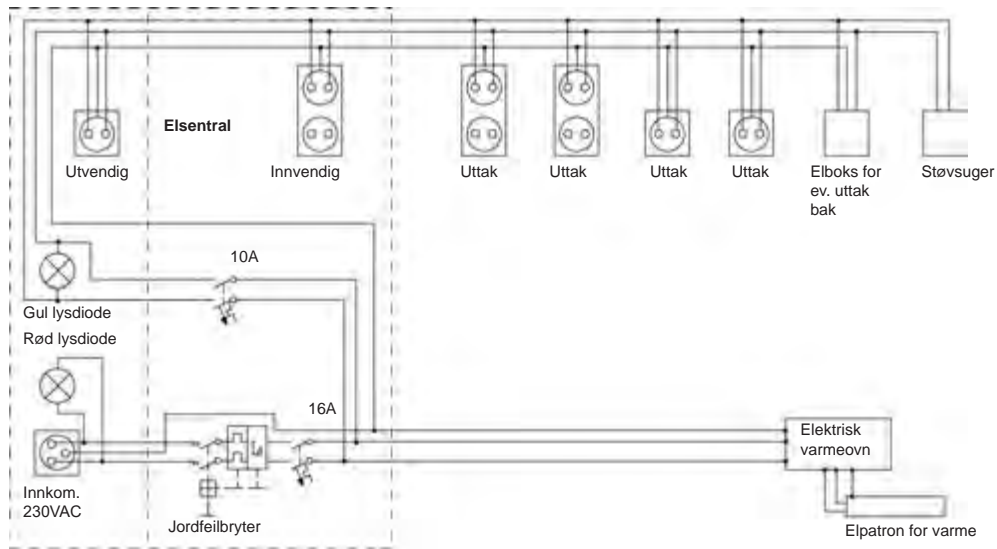 Elsentral
Utvendig
Innvendig
Uttak
Uttak
Uttak
Uttak
Elboks for
ev. uttak
bak
Støvsuger
10A
Gul lysdiode
Rød lysdiode
16A
Elektrisk
varmeovn
Innkom.
230VAC
Jordfeilbryter
Elpatron for varme